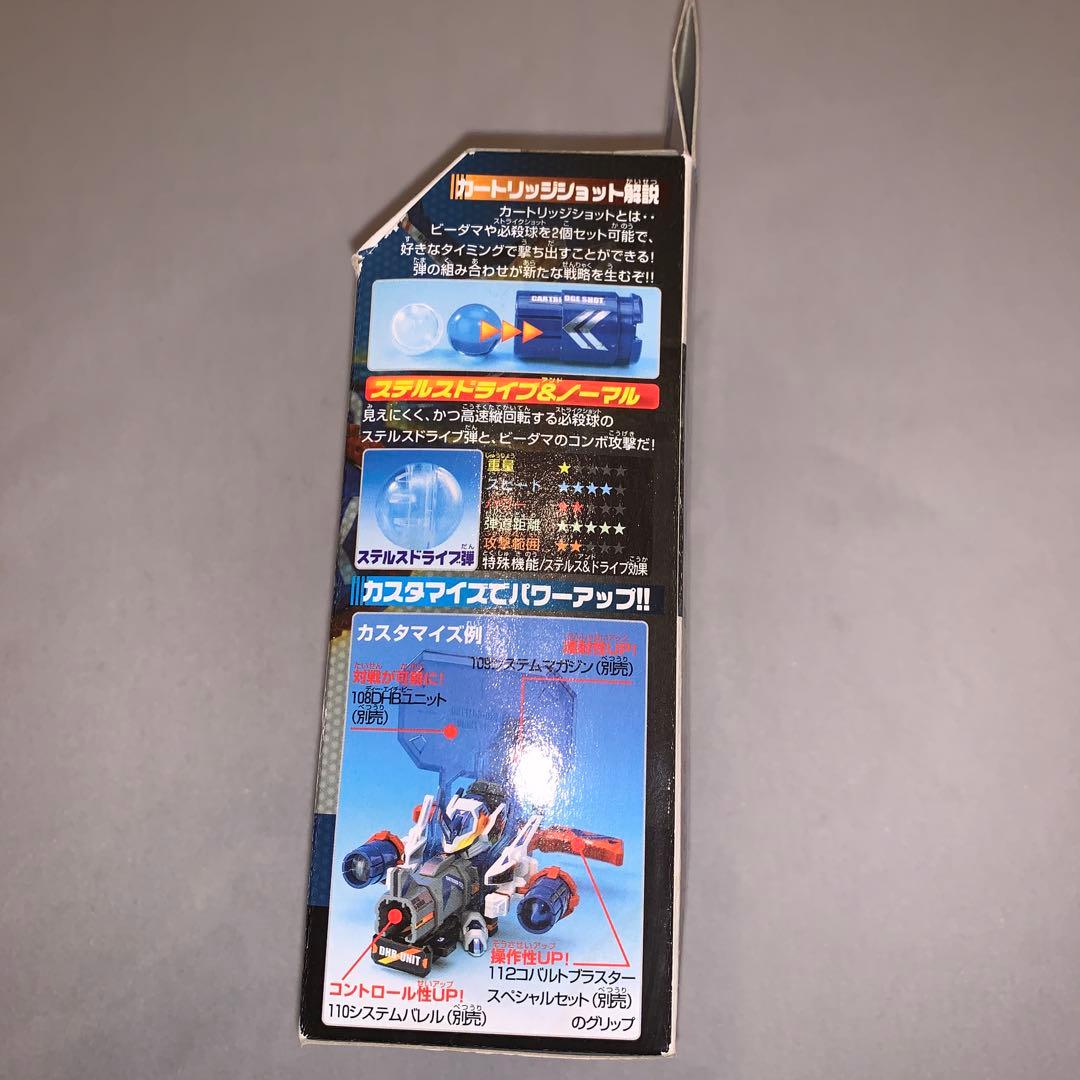 カートリッジショット解説
カートリッジショットとは‥
ビーダマや必殺球を2個セット可能で、
好きなタイミングで撃ち出すことができる!
弾の組み合わせが新たな戦略を生むぞ!!
CARTRIDGE SHOT
ステルスドライブ&ノーマル
見えにくく、かつ高速縦回転する必殺球の
ステルスドライブ弾と、ビーダマのコンボ攻撃だ!
重量 ★★★★★
スピード ★★★★★
パワー ★★★★★
弾道距離 ★★★★★
攻撃範囲 ★★★★★
特殊機能/ステルス&ドライブ効果
ステルスドライブ弾
カスタマイズでパワーアップ!!
カスタマイズ例
連射性UP!
109システムマガジン(別売)
対戦が可能に!
108DHBユニット
(別売)
DHB UNIT
コントロール性UP!
110システムバレル(別売)
操作性UP!
112コバルトブラスター
スペシャルセット(別売)
のグリップ